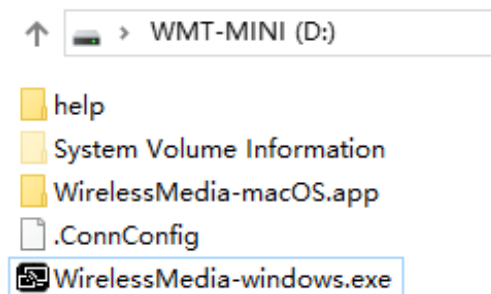 WMT-MINI (D:)
help
System Volume Information
WirelessMedia-macOS.app
.ConnConfig
WirelessMedia-windows.exe